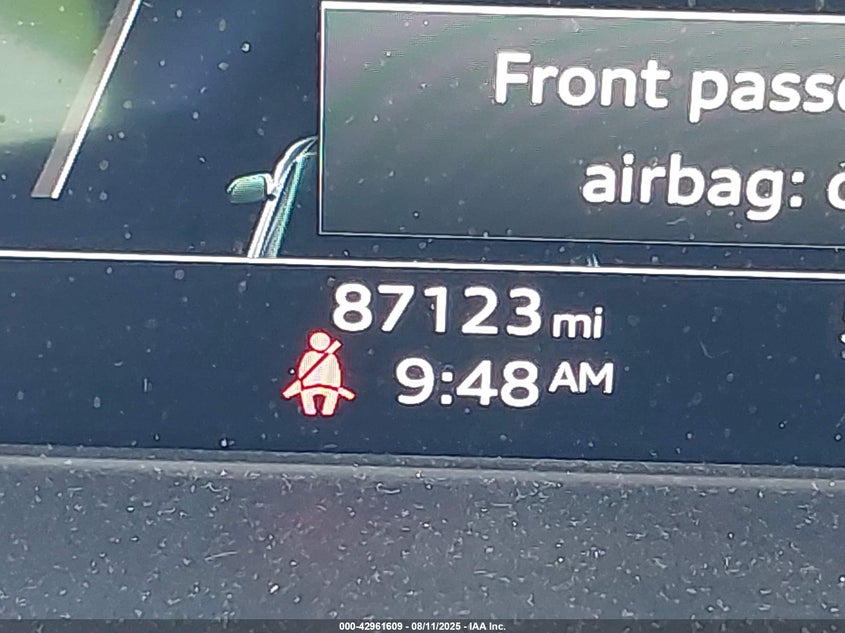 Front passe
airbag: 
87123 mi
9:48 AM
000-42961609 - 08/11/2025 - IAA Inc.